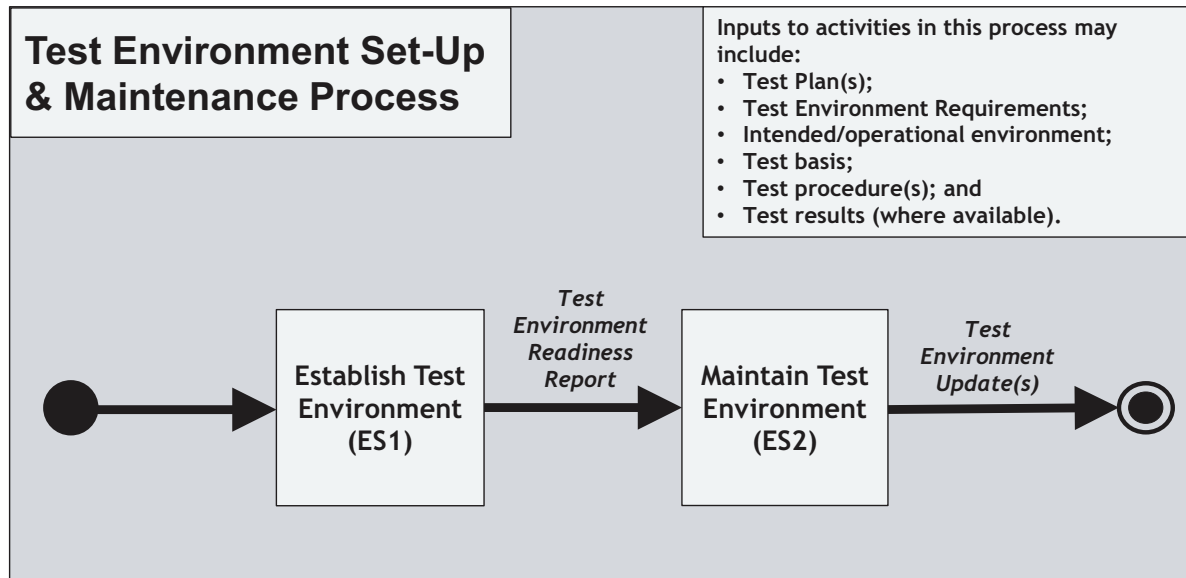 Test Environment Set-Up
& Maintenance Process
Inputs to activities in this process may
include:
• Test Plan(s);
• Test Environment Requirements;
• Intended/operational environment;
• Test basis;
• Test procedure(s); and
• Test results (where available).
Establish Test
Environment
(ES1)
Test
Environment
Readiness
Report
Maintain Test
Environment
(ES2)
Test
Environment
Update(s)